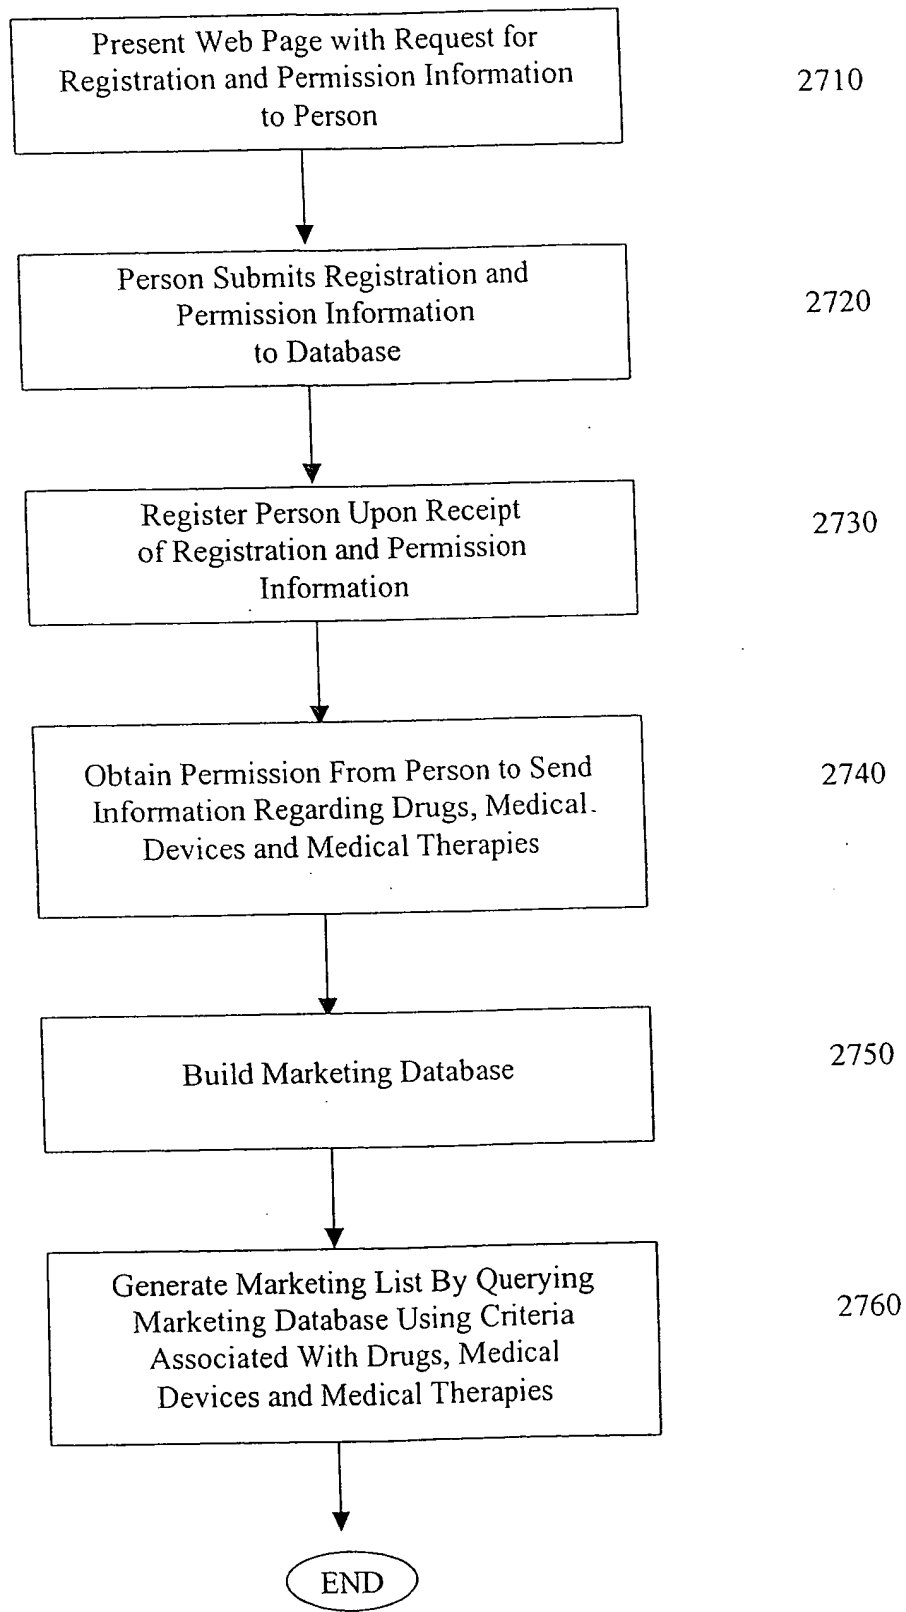 Present Web Page with Request for
Registration and Permission Information
to Person
2710
Person Submits Registration and
Permission Information
to Database
2720
Register Person Upon Receipt
of Registration and Permission
Information
2730
Obtain Permission From Person to Send
Information Regarding Drugs, Medical
Devices and Medical Therapies
2740
Build Marketing Database
2750
Generate Marketing List By Querying
Marketing Database Using Criteria
Associated With Drugs, Medical
Devices and Medical Therapies
2760
END